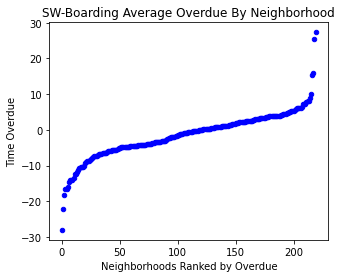 SW-Boarding Average Overdue By Neighborhood
30
20
10
0
−10
−20
−30
Time Overdue
0 50 100 150 200
Neighborhoods Ranked by Overdue